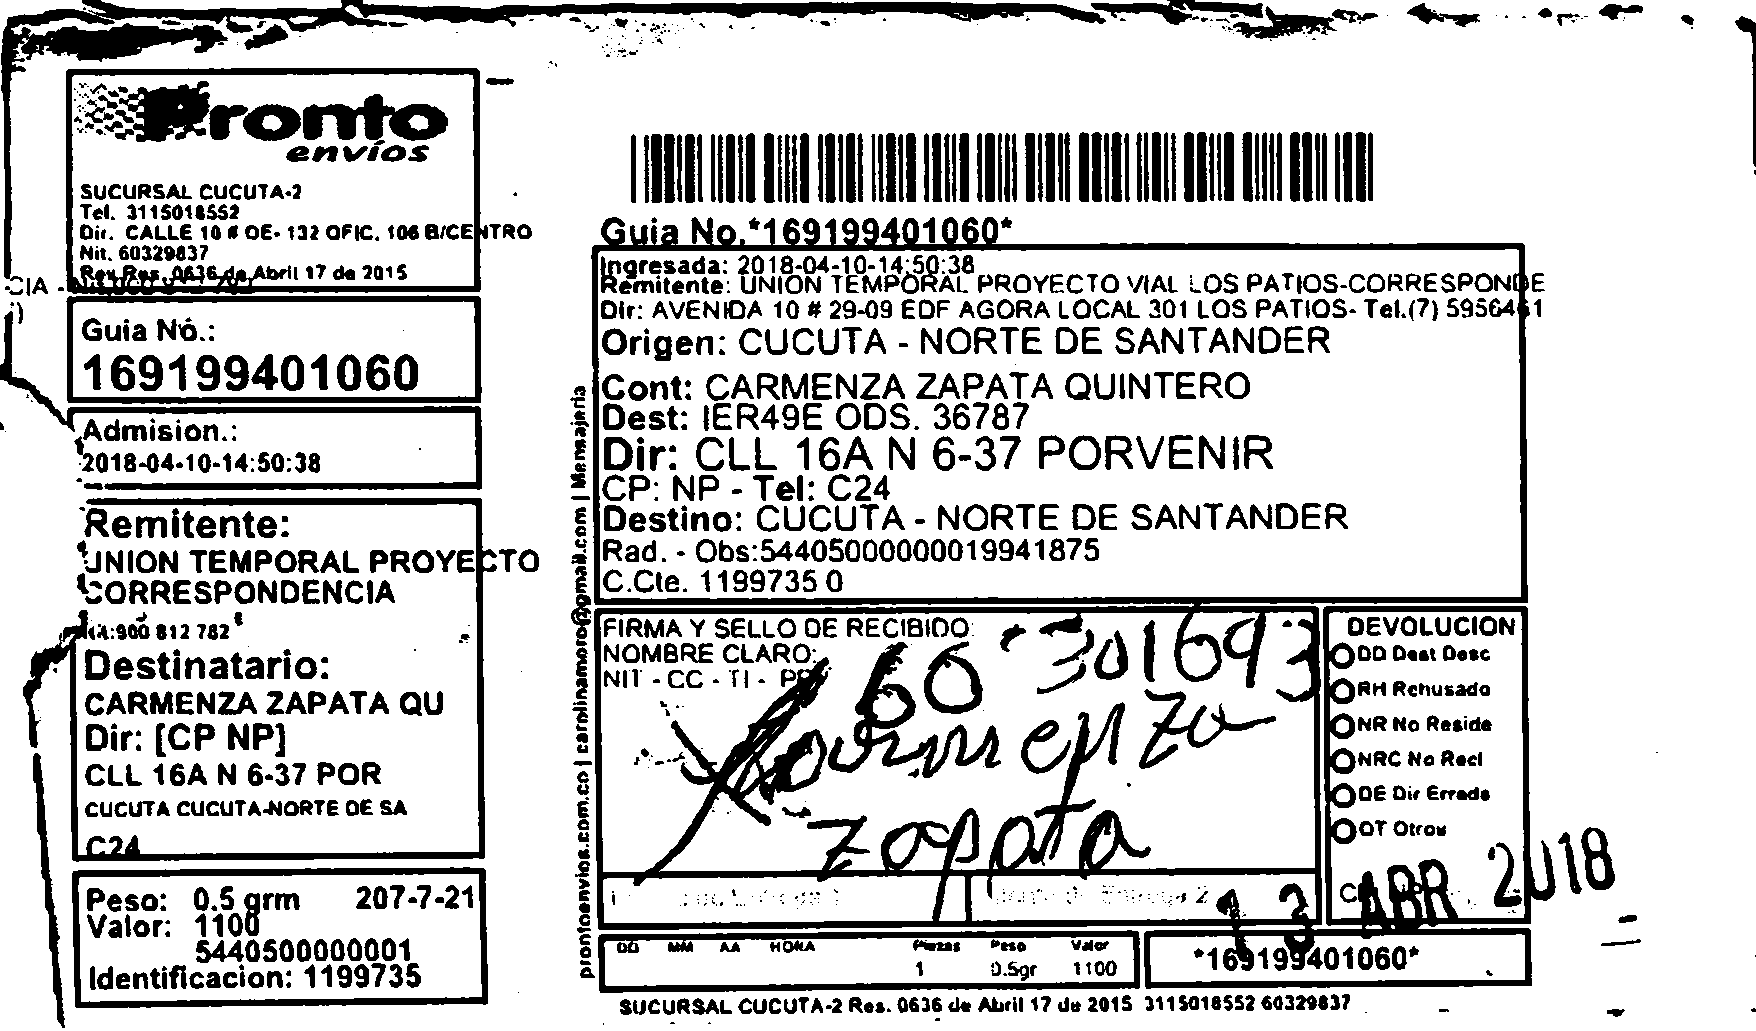 Pronto
envíos
SUCURSAL CUCUTA-2
Tel. 3115018552
Dir. CALLE 10 # OE- 132 OFIC. 106 B/CENTRO
Nit. 60329837
Res. 0636 de Abril 17 de 2015
Guia No.:
169199401060
Admision.:
2018-04-10-14:50:38
Remitente:
UNION TEMPORAL PROYECTO
CORRESPONDENCIA
900 812 782
Destinatario:
CARMENZA ZAPATA QU
Dir: [CP NP]
CLL 16A N 6-37 POR
CUCUTA CUCUTA-NORTE DE SA
C24
Peso: 0.5 grm 207-7-21
Valor: 1100
5440500000001
Identificacion: 1199735
prontoenvios.com.co | carolinamoro@gmail.com | Mensajeria
Guia No.*169199401060*
Ingresada: 2018-04-10-14:50:38
Remitente: UNION TEMPORAL PROYECTO VIAL LOS PATIOS-CORRESPONDE
Dir: AVENIDA 10 # 29-09 EDF AGORA LOCAL 301 LOS PATIOS- Tel.(7) 5956461
Origen: CUCUTA - NORTE DE SANTANDER
Cont: CARMENZA ZAPATA QUINTERO
Dest: IER49E ODS. 36787
Dir: CLL 16A N 6-37 PORVENIR
CP: NP - Tel: C24
Destino: CUCUTA - NORTE DE SANTANDER
Rad. - Obs:54405000000019941875
C.Cte. 1199735 0
FIRMA Y SELLO DE RECIBIDO:
NOMBRE CLARO:
NIT - CC - TI -
60 301693
Carmenza
Zapata
DEVOLUCION
DD Dest Desc
RH Rehusado
NR No Reside
NRC No Recl
DE Dir Errada
OT Otros
13 ABR 2018
DD MM AA HORA Piezas Peso Valor
1 0.5gr 1100
*169199401060*
SUCURSAL CUCUTA-2 Res. 0636 de Abril 17 de 2015 3115018552 60329837